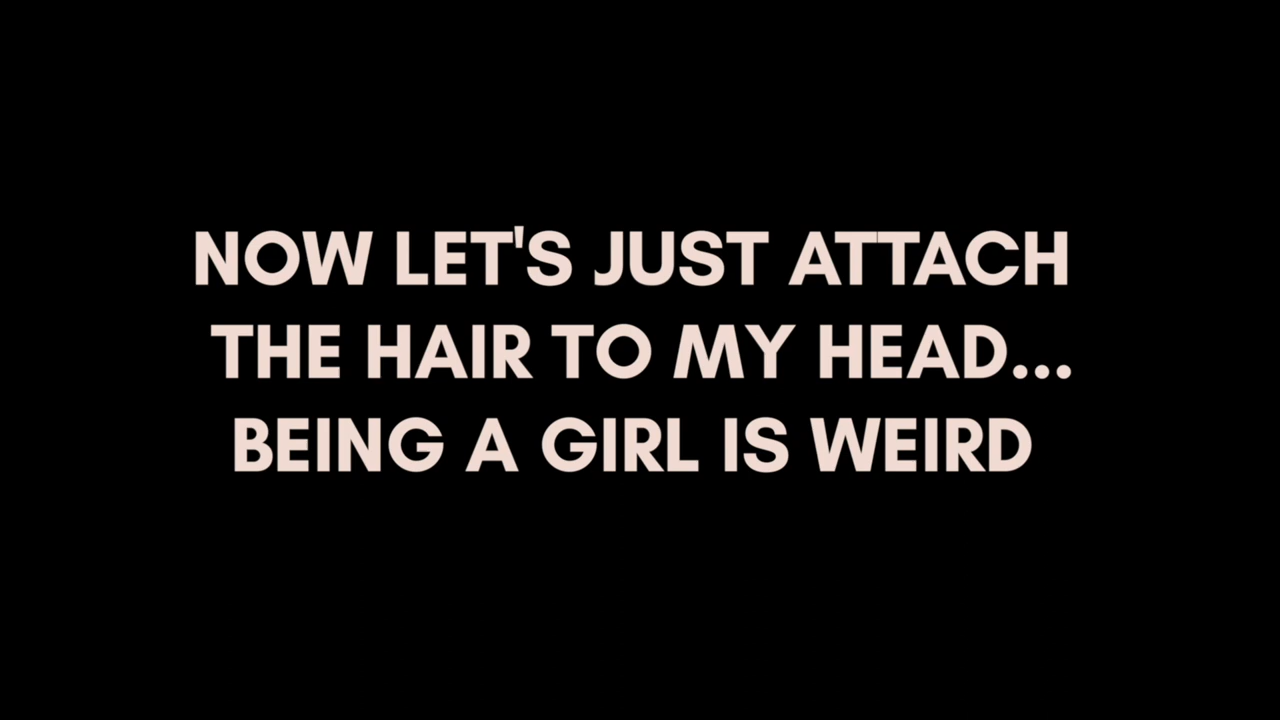 NOW LET'S JUST ATTACH
THE HAIR TO MY HEAD...
BEING A GIRL IS WEIRD